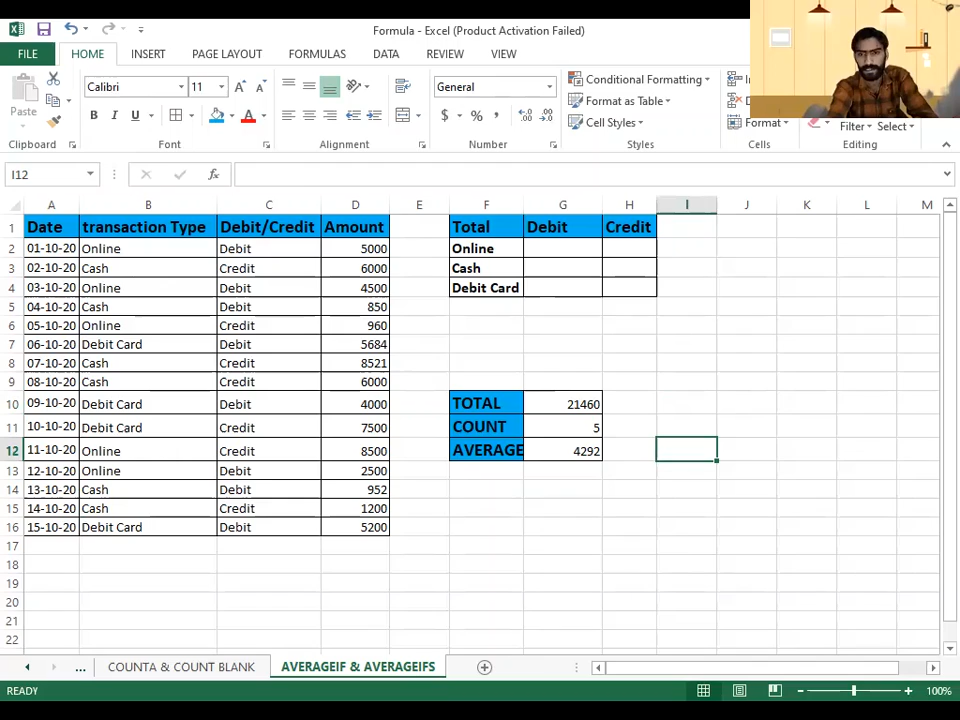 Formula - Excel (Product Activation Failed)
FILE HOME INSERT PAGE LAYOUT FORMULAS DATA REVIEW VIEW
Paste
Calibri 11
B I U
A A
General
$ % ,
Conditional Formatting
Format as Table
Cell Styles
Format
Filter Select
Clipboard Font Alignment Number Styles Cells Editing
I12 fx
A B C D E F G H I J K L M
1 Date transaction Type Debit/Credit Amount Total Debit Credit
2 01-10-20 Online Debit 5000 Online
3 02-10-20 Cash Credit 6000 Cash
4 03-10-20 Online Debit 4500 Debit Card
5 04-10-20 Cash Debit 850
6 05-10-20 Online Credit 960
7 06-10-20 Debit Card Debit 5684
8 07-10-20 Cash Credit 8521
9 08-10-20 Cash Credit 6000
10 09-10-20 Debit Card Debit 4000 TOTAL 21460
11 10-10-20 Debit Card Credit 7500 COUNT 5
12 11-10-20 Online Credit 8500 AVERAGE 4292
13 12-10-20 Online Debit 2500
14 13-10-20 Cash Debit 952
15 14-10-20 Cash Credit 1200
16 15-10-20 Debit Card Debit 5200
17
18
19
20
21
22
... COUNTA & COUNT BLANK AVERAGEIF & AVERAGEIFS
READY 100%